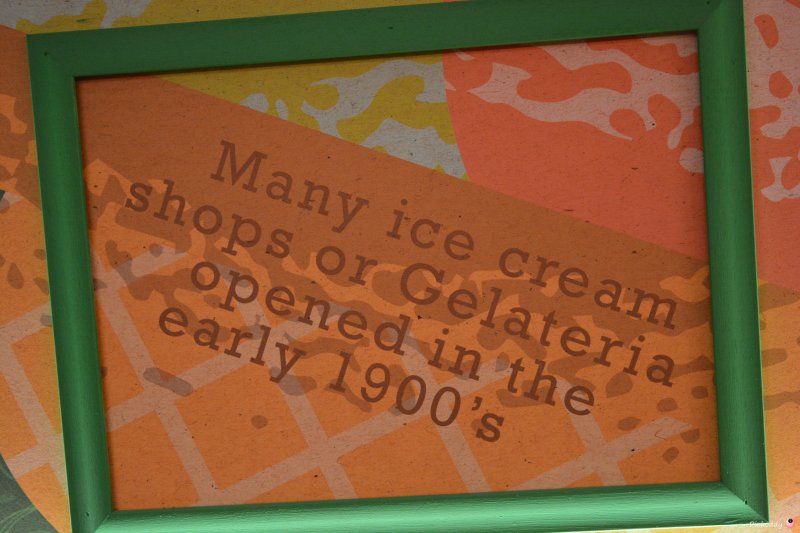 Many ice cream
shops or Gelateria
opened in the
early 1900's